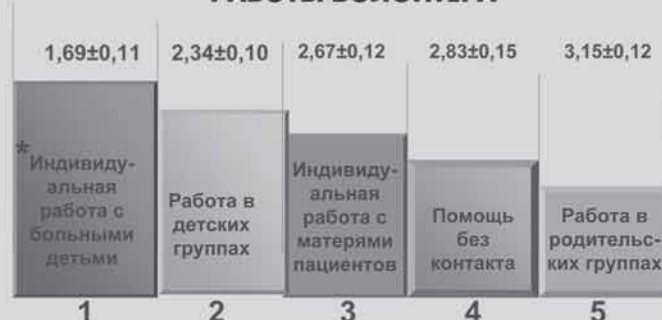 РАБОТЫ ВОЛОНТЕРА
1,69±0,11 2,34±0,10 2,67±0,12 2,83±0,15 3,15±0,12
* Индивиду-
альная
работа с
больными
детьми
Работа в
детских
группах
Индивиду-
альная
работа с
матерями
пациентов
Помощь
без
контакта
Работа в
родительс-
ких группах
1 2 3 4 5